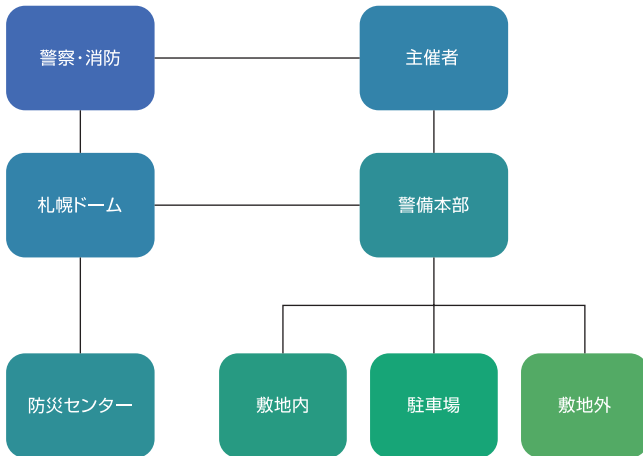 警察・消防
主催者
札幌ドーム
警備本部
防災センター
敷地内
駐車場
敷地外